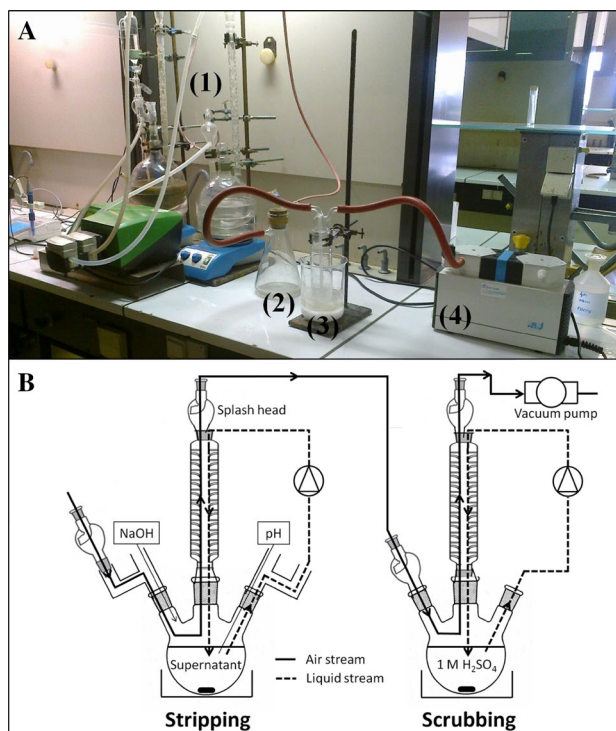 A
(1)
(2)
(3)
(4)
B
Splash head
Vacuum pump
NaOH
pH
Supernatant
1 M H₂SO₄
Air stream
Liquid stream
Stripping
Scrubbing